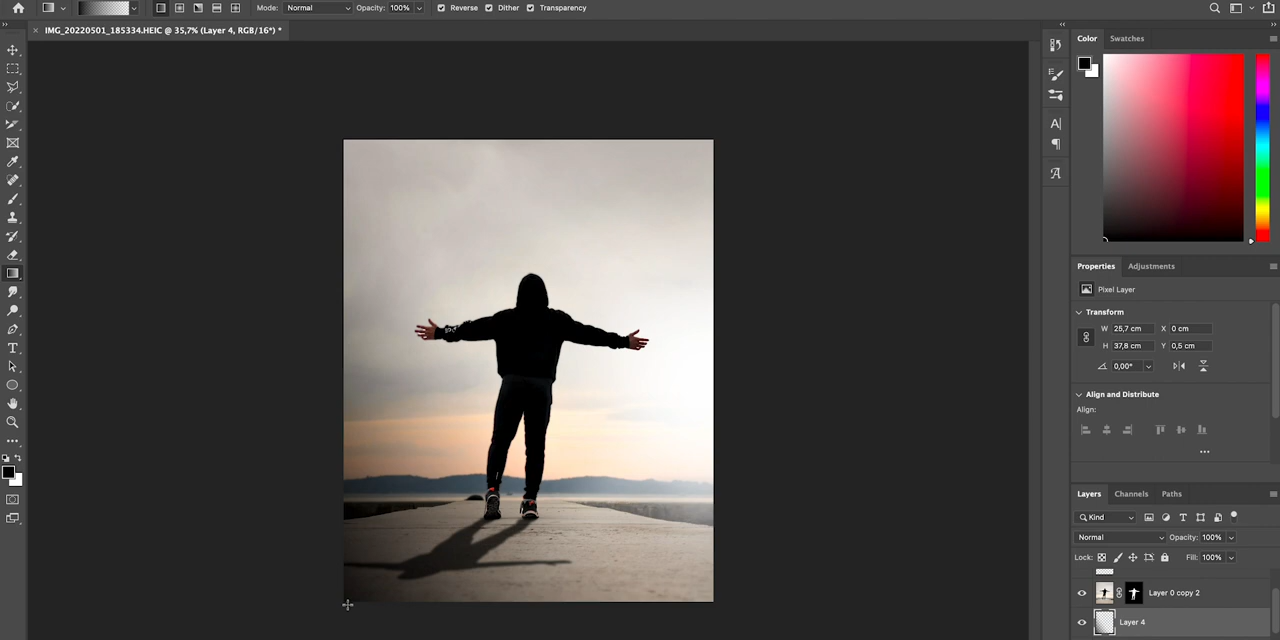 Mode: Normal Opacity: 100% Reverse Dither Transparency
IMG_20220501_185334.HEIC @ 35,7% (Layer 4, RGB/16*) *
Color Swatches
Properties Adjustments
Pixel Layer
Transform
W 25,7 cm X 0 cm
H 37,8 cm Y 0,5 cm
0,00°
Align and Distribute
Align:
Layers Channels Paths
Kind
Normal Opacity: 100%
Lock: Fill: 100%
Layer 0 copy 2
Layer 4